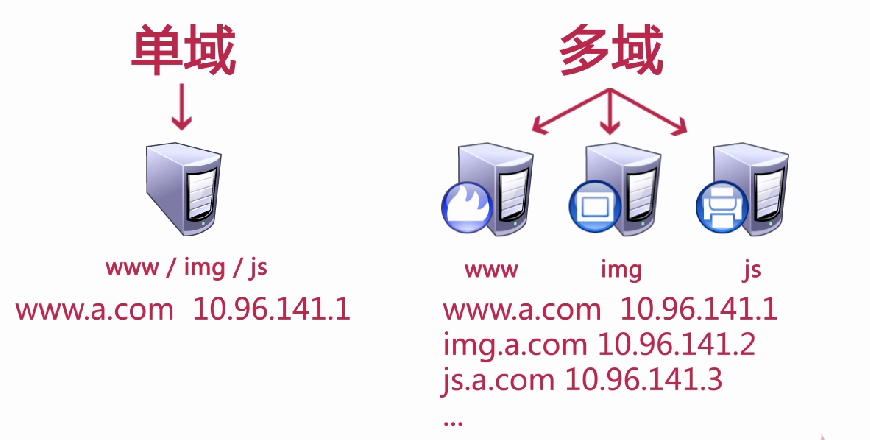 单域
www / img / js
www.a.com 10.96.141.1
多域
www img js
www.a.com 10.96.141.1
img.a.com 10.96.141.2
js.a.com 10.96.141.3
...